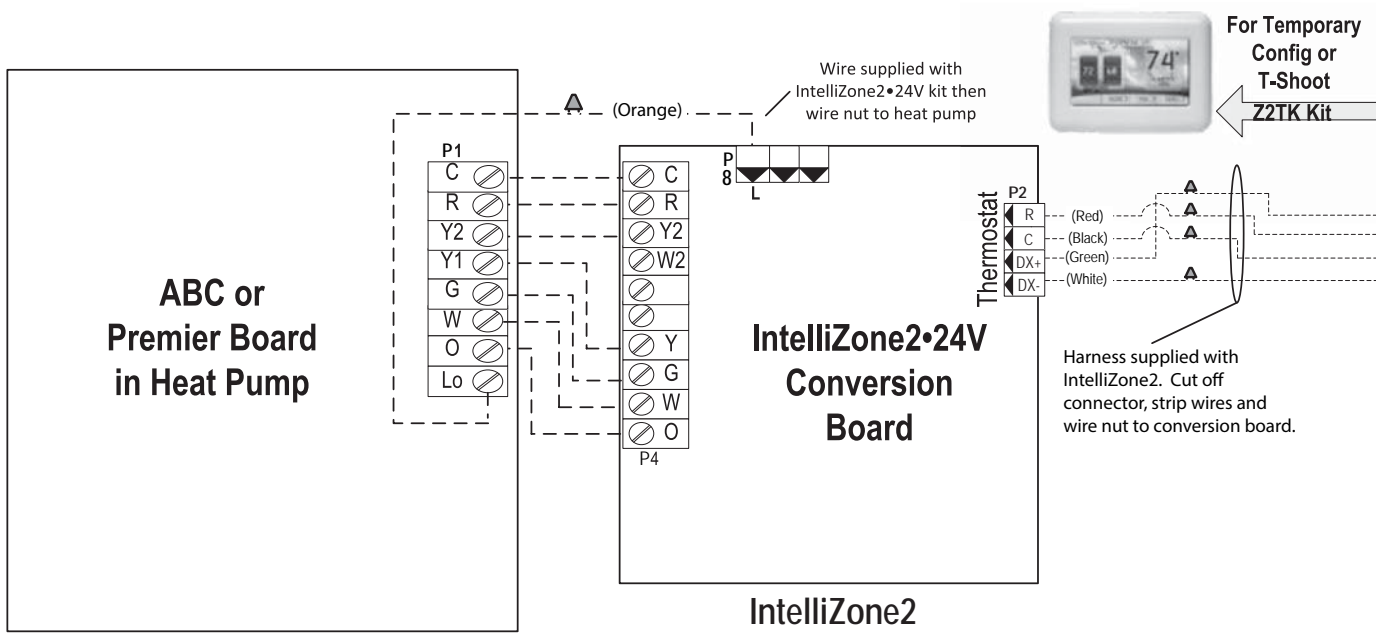 For Temporary
Config or
T-Shoot
Z2TK Kit
74°
Wire supplied with
IntelliZone2•24V kit then
wire nut to heat pump
(Orange)
P1
C
R
Y2
Y1
G
W
O
Lo
ABC or
Premier Board
in Heat Pump
P
8
L
C
R
Y2
W2
Y
G
W
O
P4
IntelliZone2•24V
Conversion
Board
Thermostat
P2
R
C
DX+
DX-
(Red)
(Black)
(Green)
(White)
Harness supplied with
IntelliZone2. Cut off
connector, strip wires and
wire nut to conversion board.
IntelliZone2